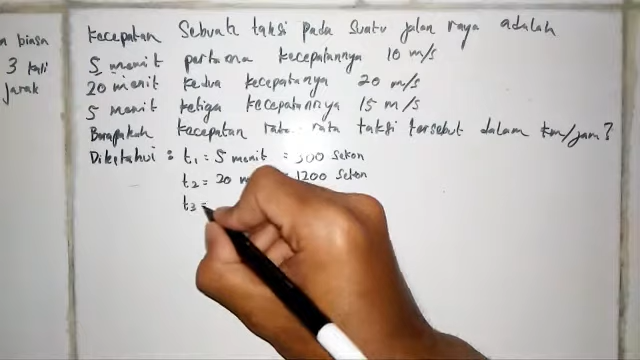 n biasa
3 kali
jarak
Kecepatan Sebuah taksi pada suatu jalan raya adalah
5 menit pertama kecepatannya 10 m/s
20 menit kedua kecepatanya 20 m/s
5 menit ketiga kecepatannya 15 m/s
Berapakah kecepatan rata-rata taksi tersebut dalam km/jam?
Diketahui : t₁ = 5 menit = 300 sekon
t₂ = 20 m = 1200 sekon
t₃ =